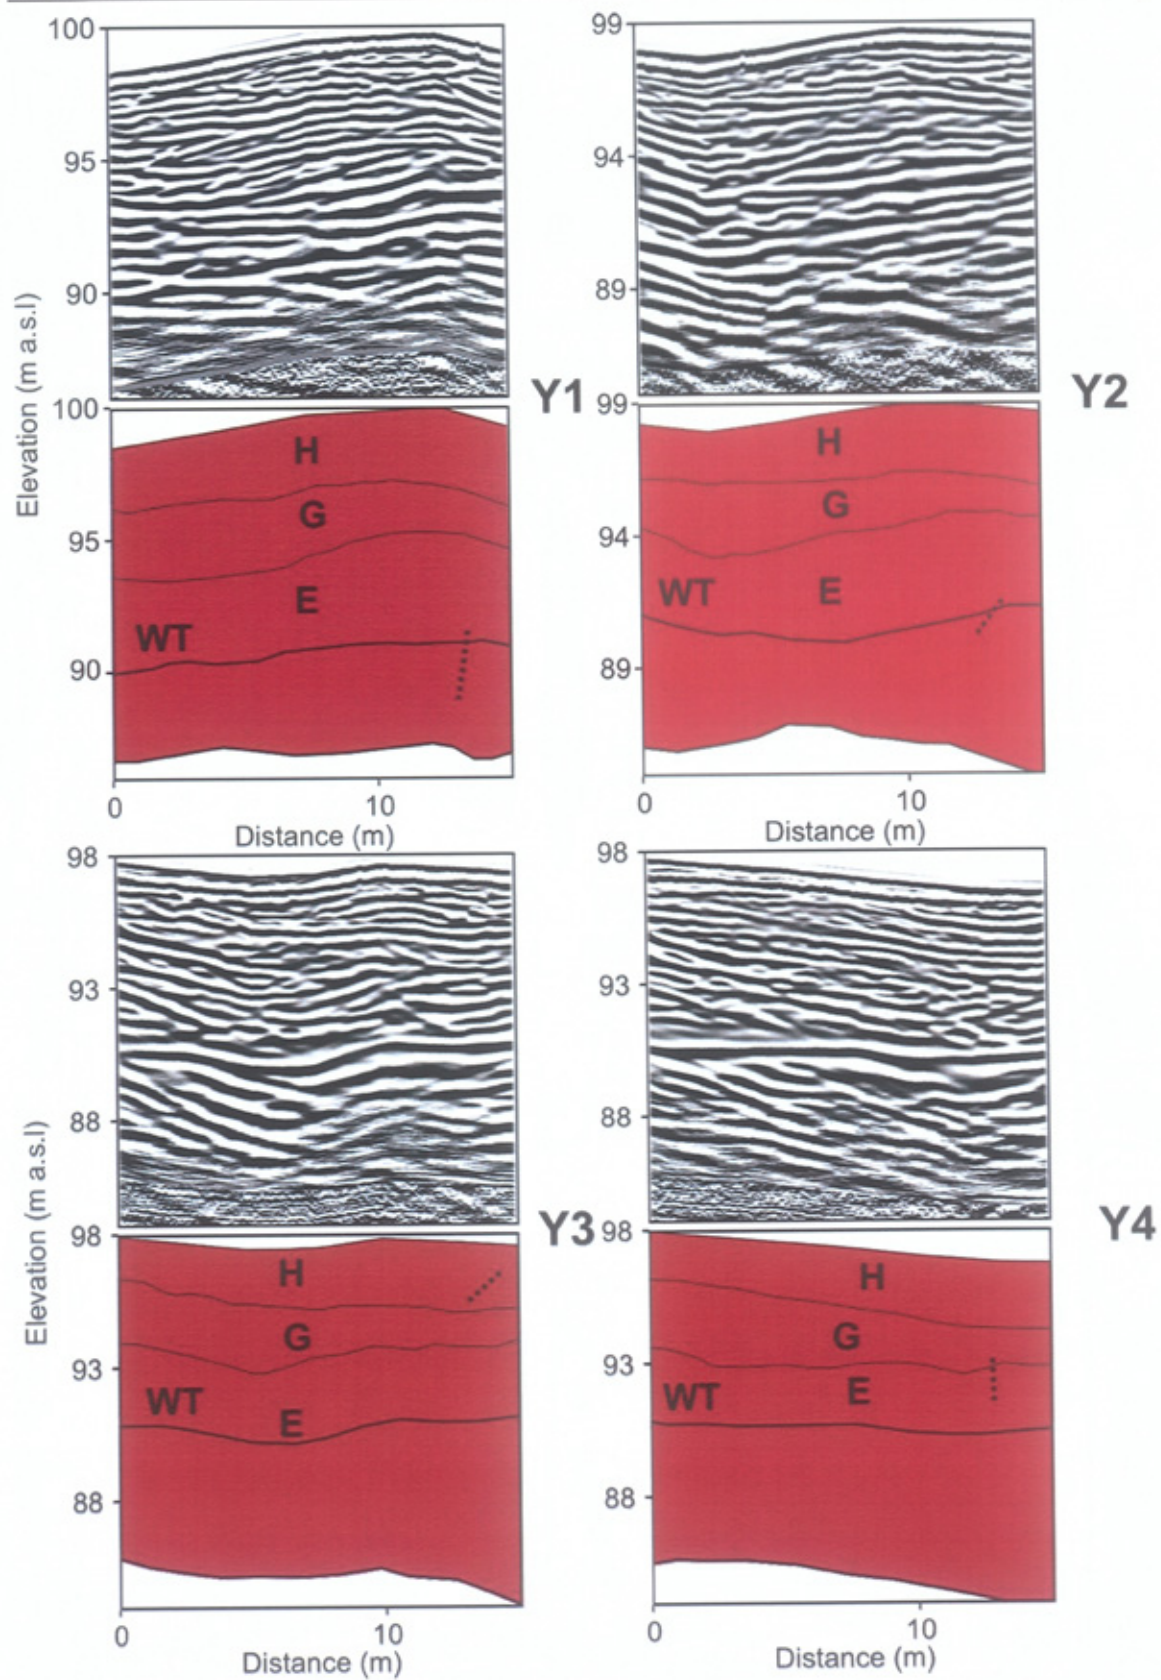 100
95
90
Elevation (m a.s.l)
Y1
99
94
89
Y2
100
95
90
H
G
E
WT
0
10
Distance (m)
99
94
89
H
G
WT
E
0
10
Distance (m)
98
93
88
Elevation (m a.s.l)
Y3
98
93
88
Y4
98
93
88
H
G
WT
E
0
10
Distance (m)
98
93
88
H
G
WT
E
0
10
Distance (m)